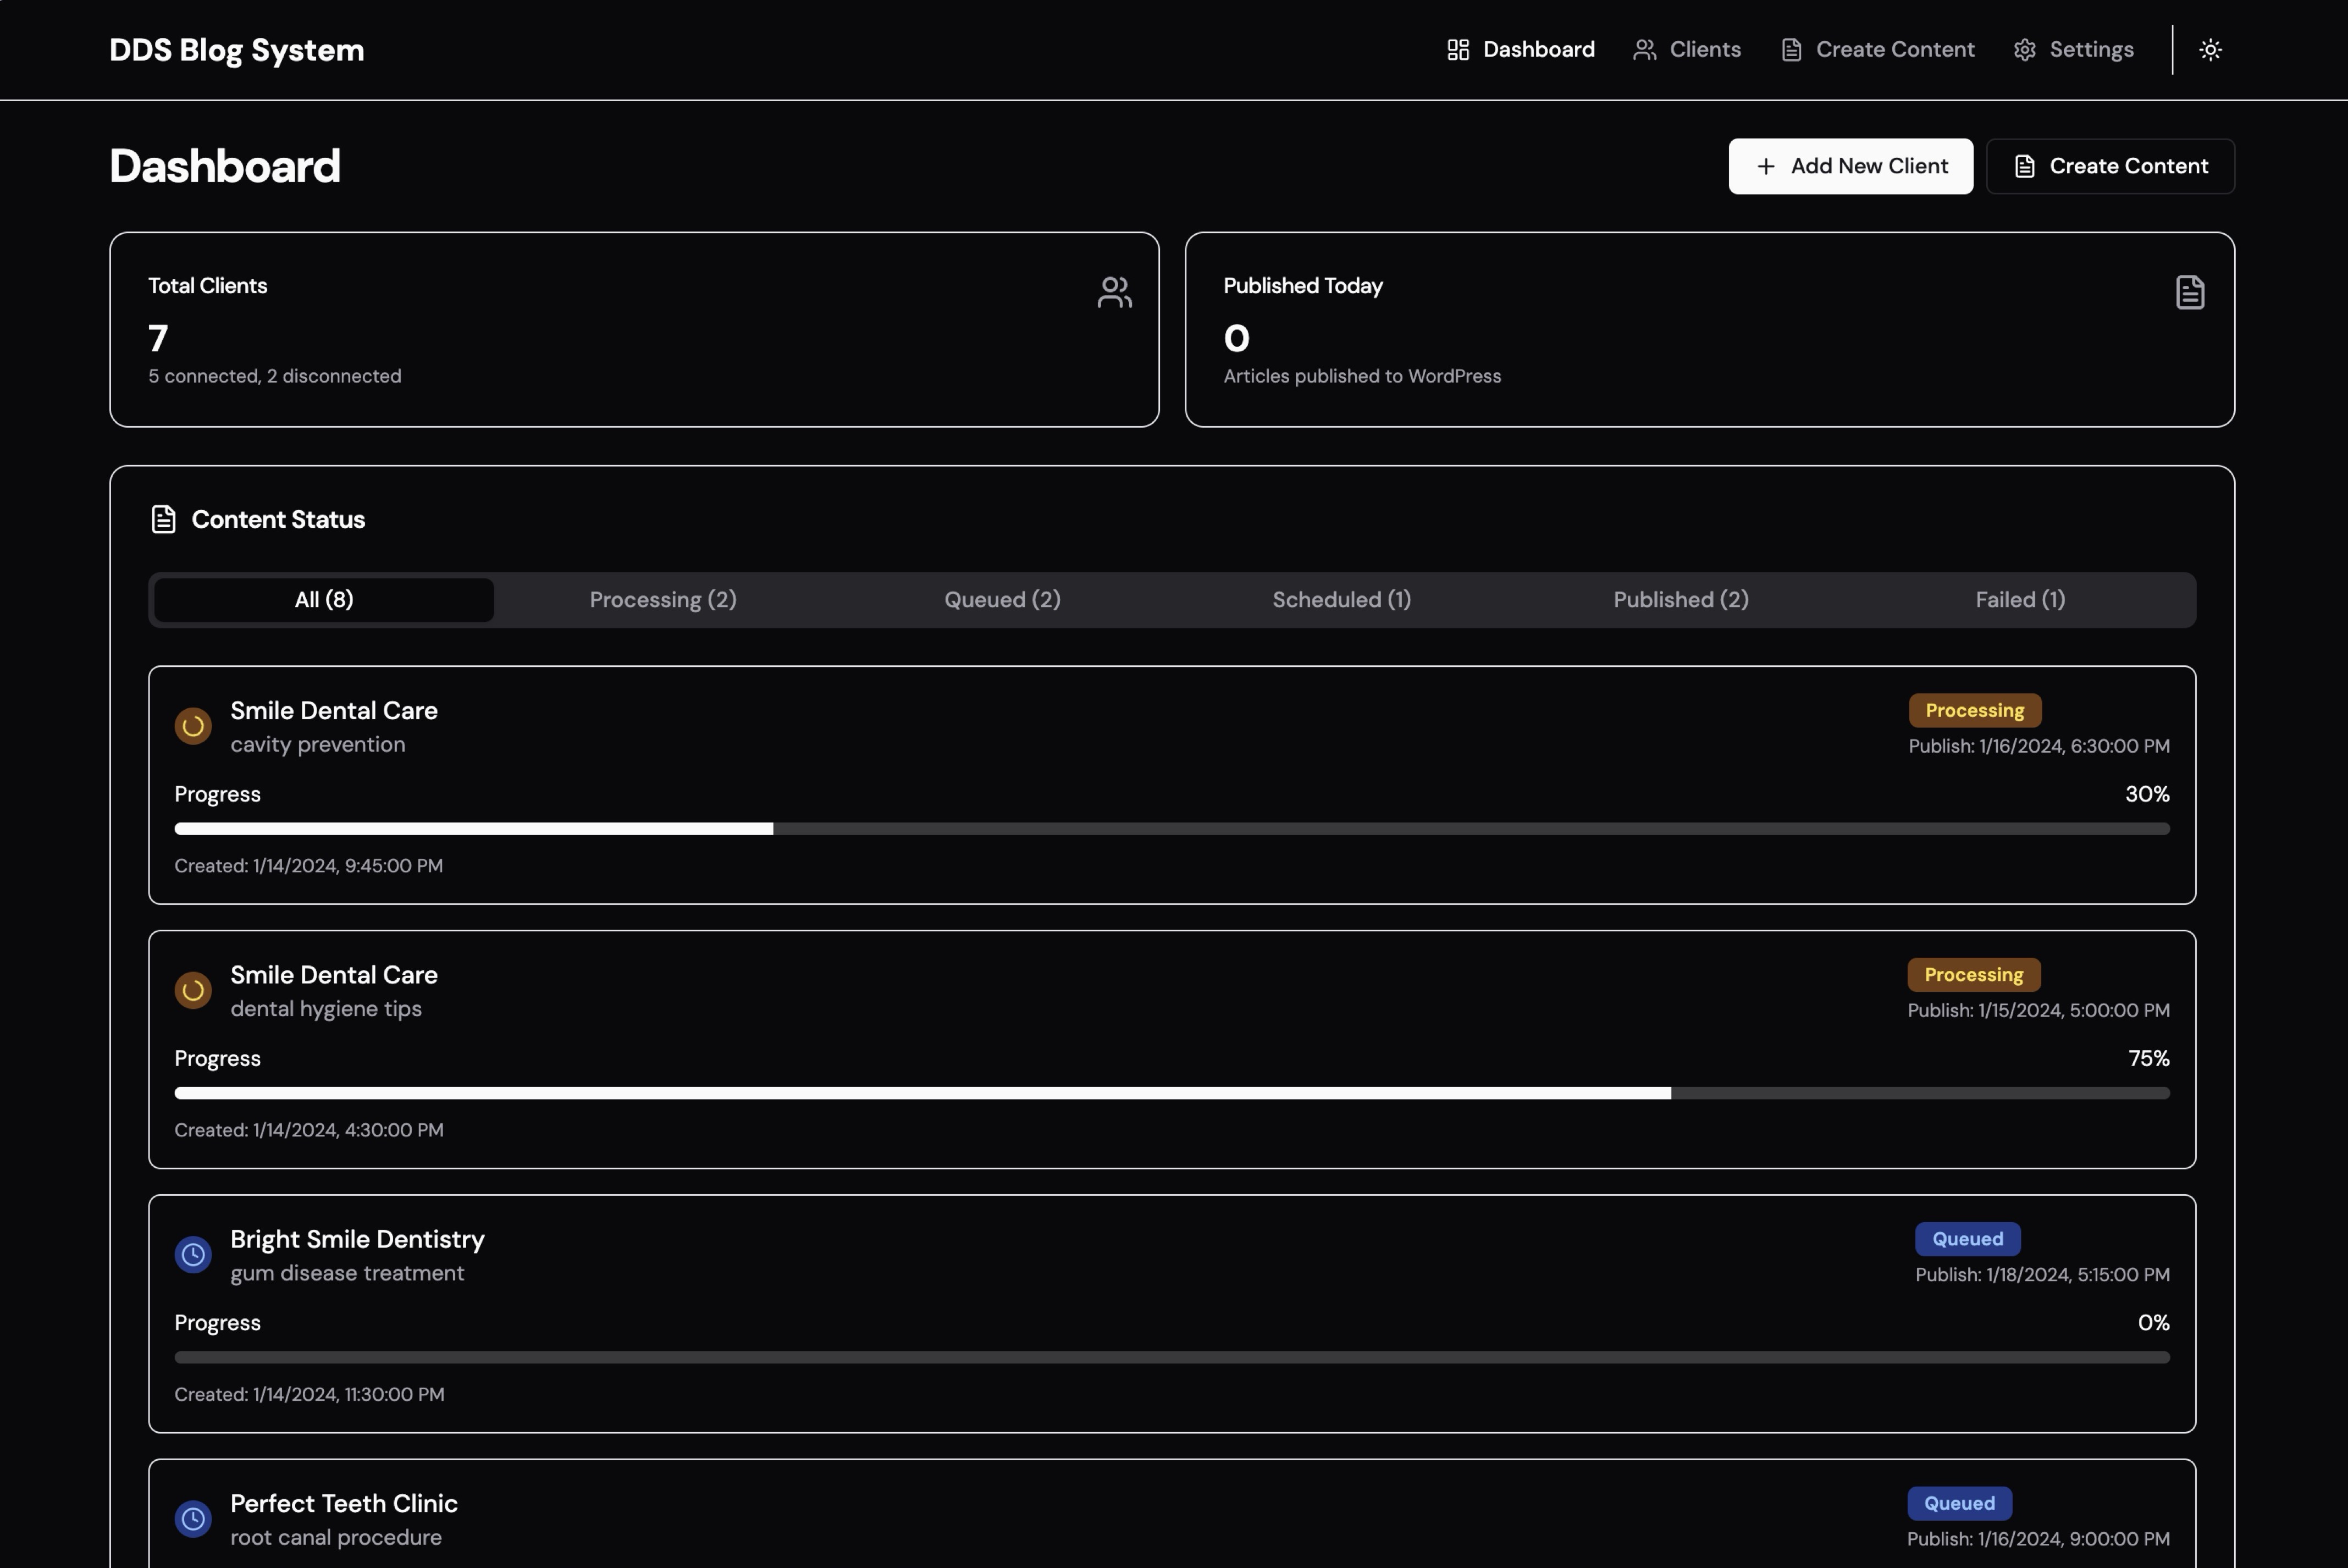 DDS Blog System
Dashboard
Clients
Create Content
Settings
Dashboard
Add New Client
Create Content
Total Clients
7
5 connected, 2 disconnected
Published Today
0
Articles published to WordPress
Content Status
All (8)
Processing (2)
Queued (2)
Scheduled (1)
Published (2)
Failed (1)
Smile Dental Care
cavity prevention
Processing
Publish: 1/16/2024, 6:30:00 PM
Progress
30%
Created: 1/14/2024, 9:45:00 PM
Smile Dental Care
dental hygiene tips
Processing
Publish: 1/15/2024, 5:00:00 PM
Progress
75%
Created: 1/14/2024, 4:30:00 PM
Bright Smile Dentistry
gum disease treatment
Queued
Publish: 1/18/2024, 5:15:00 PM
Progress
0%
Created: 1/14/2024, 11:30:00 PM
Perfect Teeth Clinic
root canal procedure
Queued
Publish: 1/16/2024, 9:00:00 PM